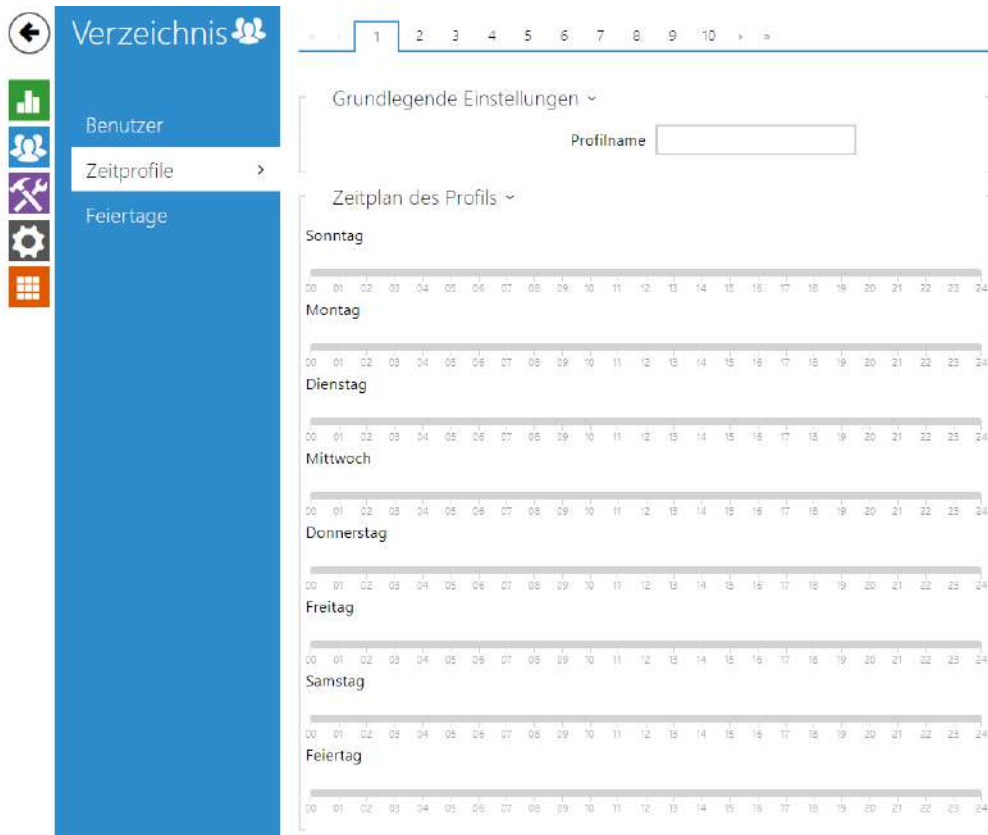 Verzeichnis
« ‹ 1 2 3 4 5 6 7 8 9 10 › »
Benutzer
Zeitprofile >
Feiertage
Grundlegende Einstellungen
Profilname
Zeitplan des Profils
Sonntag
00 01 02 03 04 05 06 07 08 09 10 11 12 13 14 15 16 17 18 19 20 21 22 23 24
Montag
00 01 02 03 04 05 06 07 08 09 10 11 12 13 14 15 16 17 18 19 20 21 22 23 24
Dienstag
00 01 02 03 04 05 06 07 08 09 10 11 12 13 14 15 16 17 18 19 20 21 22 23 24
Mittwoch
00 01 02 03 04 05 06 07 08 09 10 11 12 13 14 15 16 17 18 19 20 21 22 23 24
Donnerstag
00 01 02 03 04 05 06 07 08 09 10 11 12 13 14 15 16 17 18 19 20 21 22 23 24
Freitag
00 01 02 03 04 05 06 07 08 09 10 11 12 13 14 15 16 17 18 19 20 21 22 23 24
Samstag
00 01 02 03 04 05 06 07 08 09 10 11 12 13 14 15 16 17 18 19 20 21 22 23 24
Feiertag
00 01 02 03 04 05 06 07 08 09 10 11 12 13 14 15 16 17 18 19 20 21 22 23 24